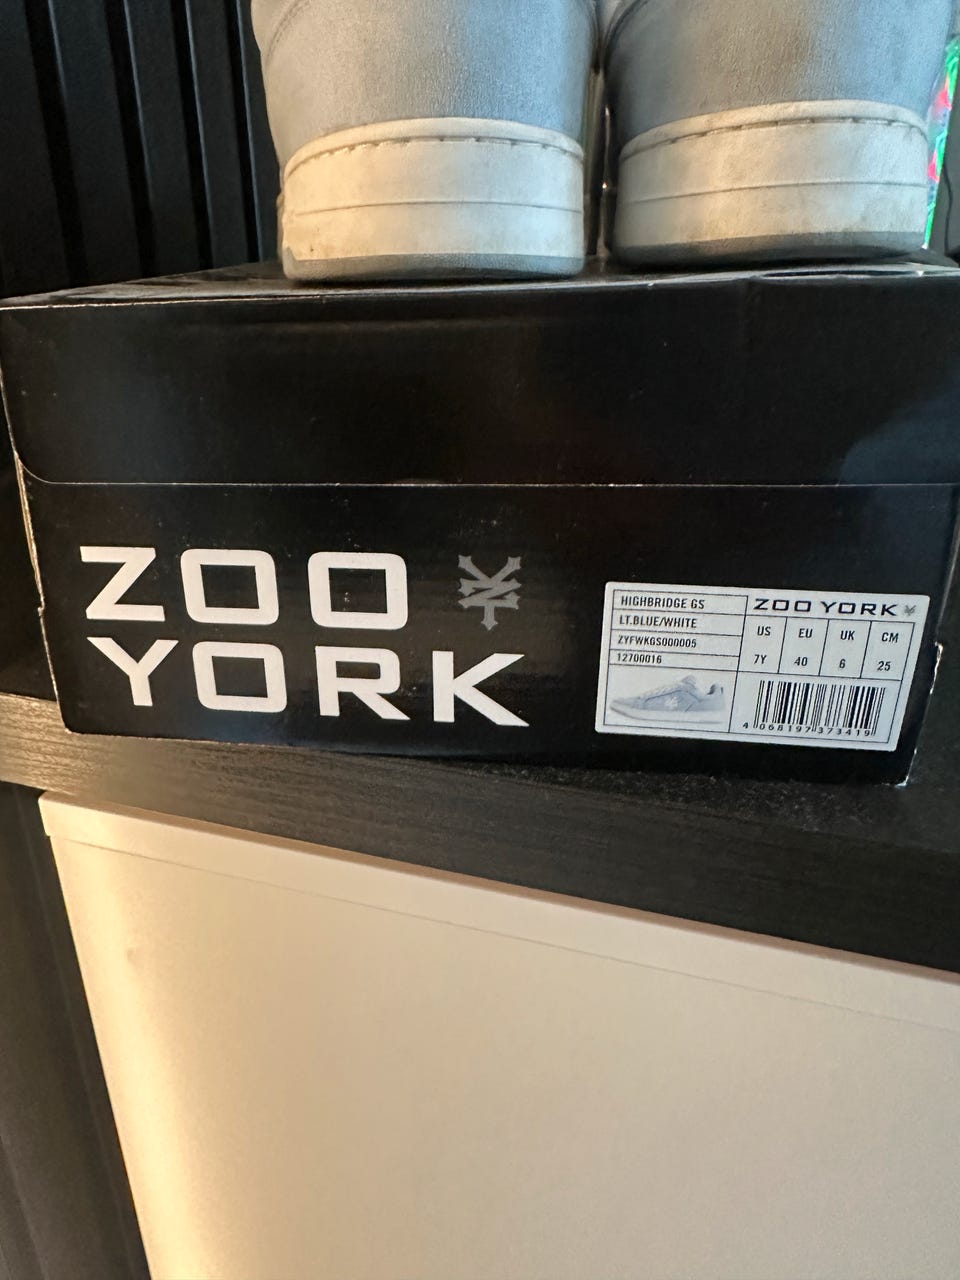 ZOO
YORK
HIGHBRIDGE GS
LT.BLUE/WHITE
ZYFWKGS000005
12700016
ZOO YORK
US EU UK CM
7Y 40 6 25
4 068197 373419